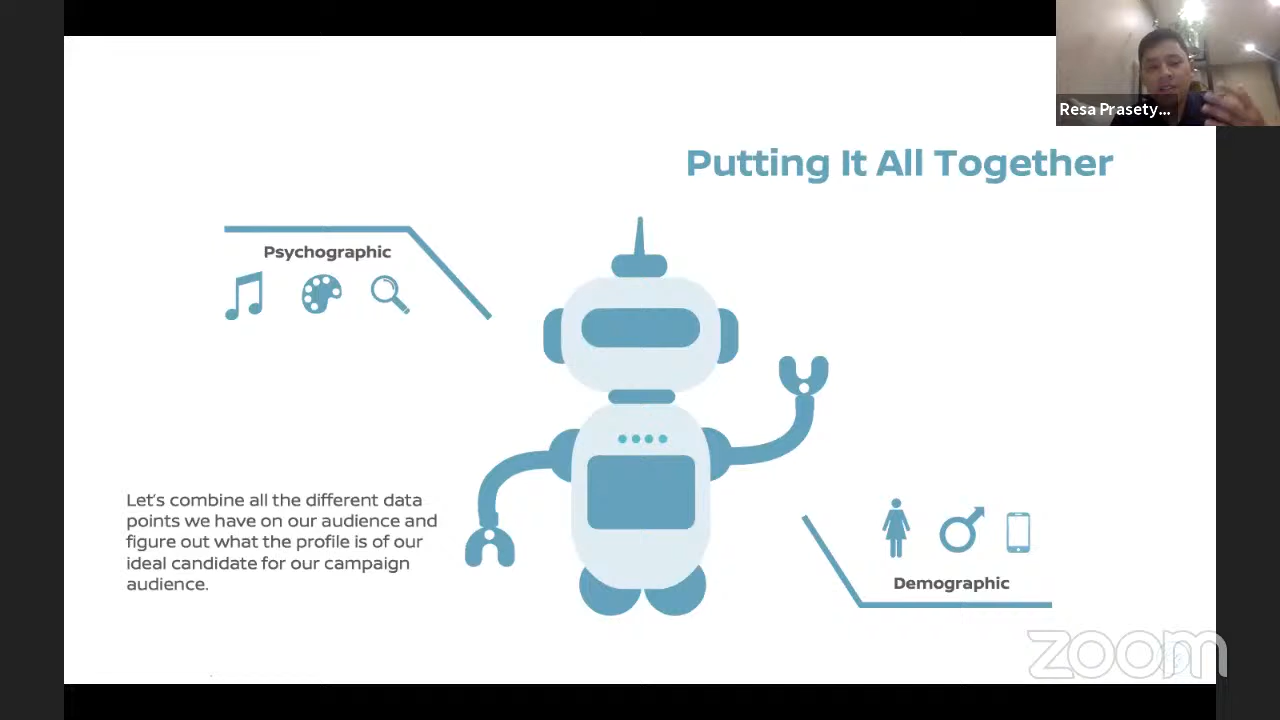 Resa Prasety...
Putting It All Together
Psychographic
Let's combine all the different data
points we have on our audience and
figure out what the profile is of our
ideal candidate for our campaign
audience.
Demographic
zoom